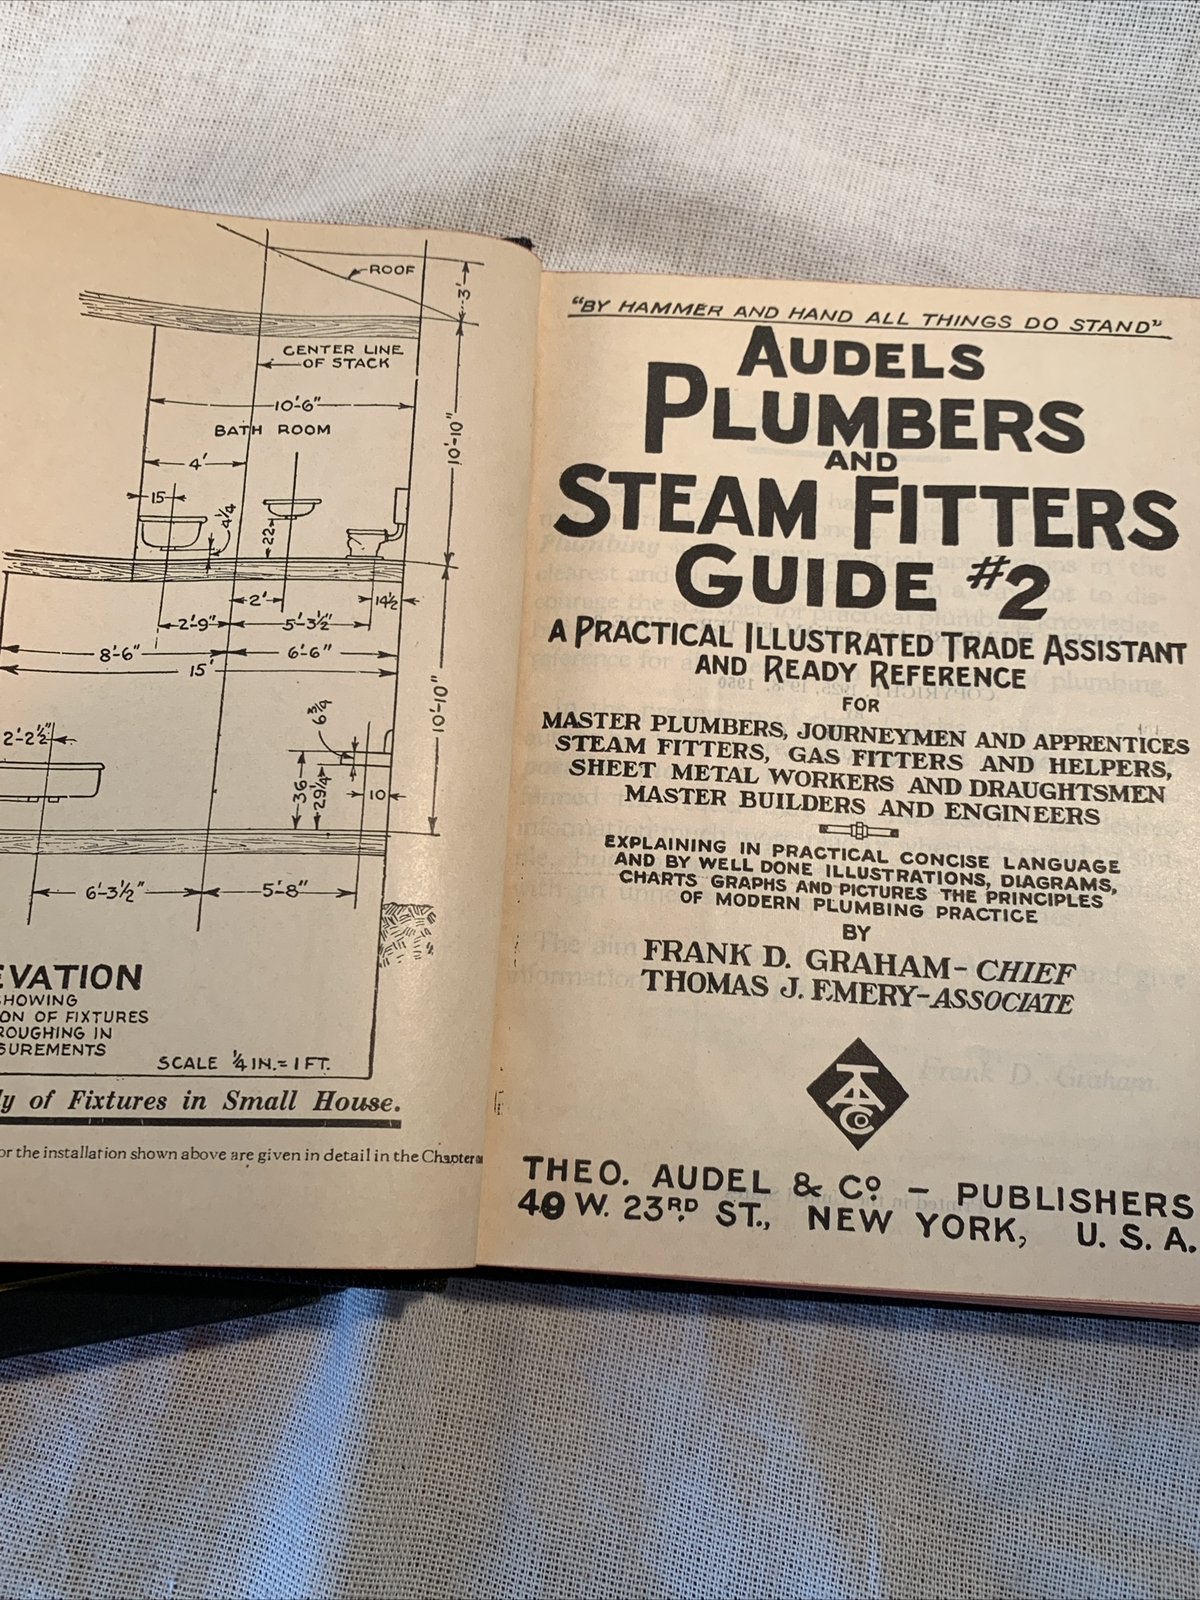 ROOF
3'
CENTER LINE
OF STACK
10'-6"
BATH ROOM
10'-10"
4'
15
4¼
22
2'
14½
2'-9"
5'-3½"
8'-6"
6'-6"
15'
10'-10"
2'-2½"
6¾
36
29¼
10
6'-3½"
5'-8"
EVATION
SHOWING
ON OF FIXTURES
ROUGHING IN
SUREMENTS
SCALE ¼ IN.=1 FT.
ly of Fixtures in Small House.
or the installation shown above are given in detail in the Chapter
"BY HAMMER AND HAND ALL THINGS DO STAND"
AUDELS
PLUMBERS
AND
STEAM FITTERS
GUIDE #2
A PRACTICAL ILLUSTRATED TRADE ASSISTANT
AND READY REFERENCE
FOR
MASTER PLUMBERS, JOURNEYMEN AND APPRENTICES
STEAM FITTERS, GAS FITTERS AND HELPERS,
SHEET METAL WORKERS AND DRAUGHTSMEN
MASTER BUILDERS AND ENGINEERS
EXPLAINING IN PRACTICAL CONCISE LANGUAGE
AND BY WELL DONE ILLUSTRATIONS, DIAGRAMS,
CHARTS GRAPHS AND PICTURES THE PRINCIPLES
OF MODERN PLUMBING PRACTICE
BY
FRANK D. GRAHAM-CHIEF
THOMAS J. EMERY-ASSOCIATE
TAA Co
THEO. AUDEL & Co. — PUBLISHERS
49 W. 23RD ST., NEW YORK, U. S. A.